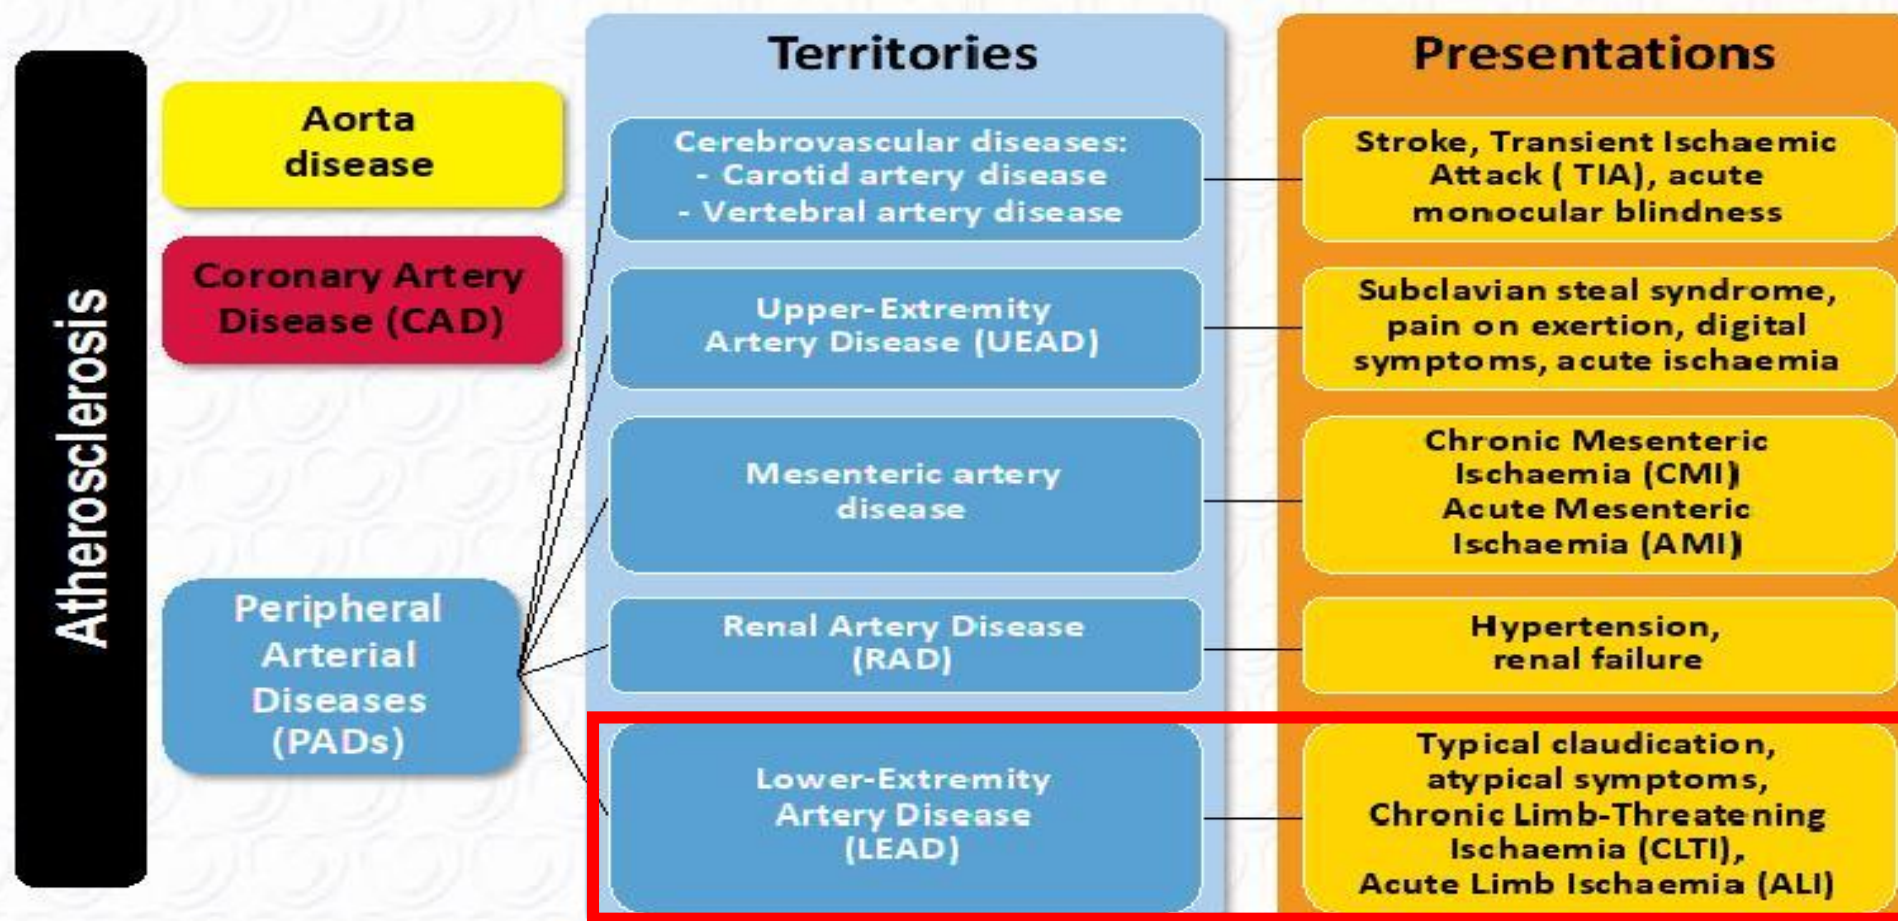 Atherosclerosis
Aorta
disease
Coronary Artery
Disease (CAD)
Peripheral
Arterial
Diseases
(PADs)
Territories
Cerebrovascular diseases:
- Carotid artery disease
- Vertebral artery disease
Upper-Extremity
Artery Disease (UEAD)
Mesenteric artery
disease
Renal Artery Disease
(RAD)
Lower-Extremity
Artery Disease
(LEAD)
Presentations
Stroke, Transient Ischaemic
Attack ( TIA), acute
monocular blindness
Subclavian steal syndrome,
pain on exertion, digital
symptoms, acute ischaemia
Chronic Mesenteric
Ischaemia (CMI)
Acute Mesenteric
Ischaemia (AMI)
Hypertension,
renal failure
Typical claudication,
atypical symptoms,
Chronic Limb-Threatening
Ischaemia (CLTI),
Acute Limb Ischaemia (ALI)